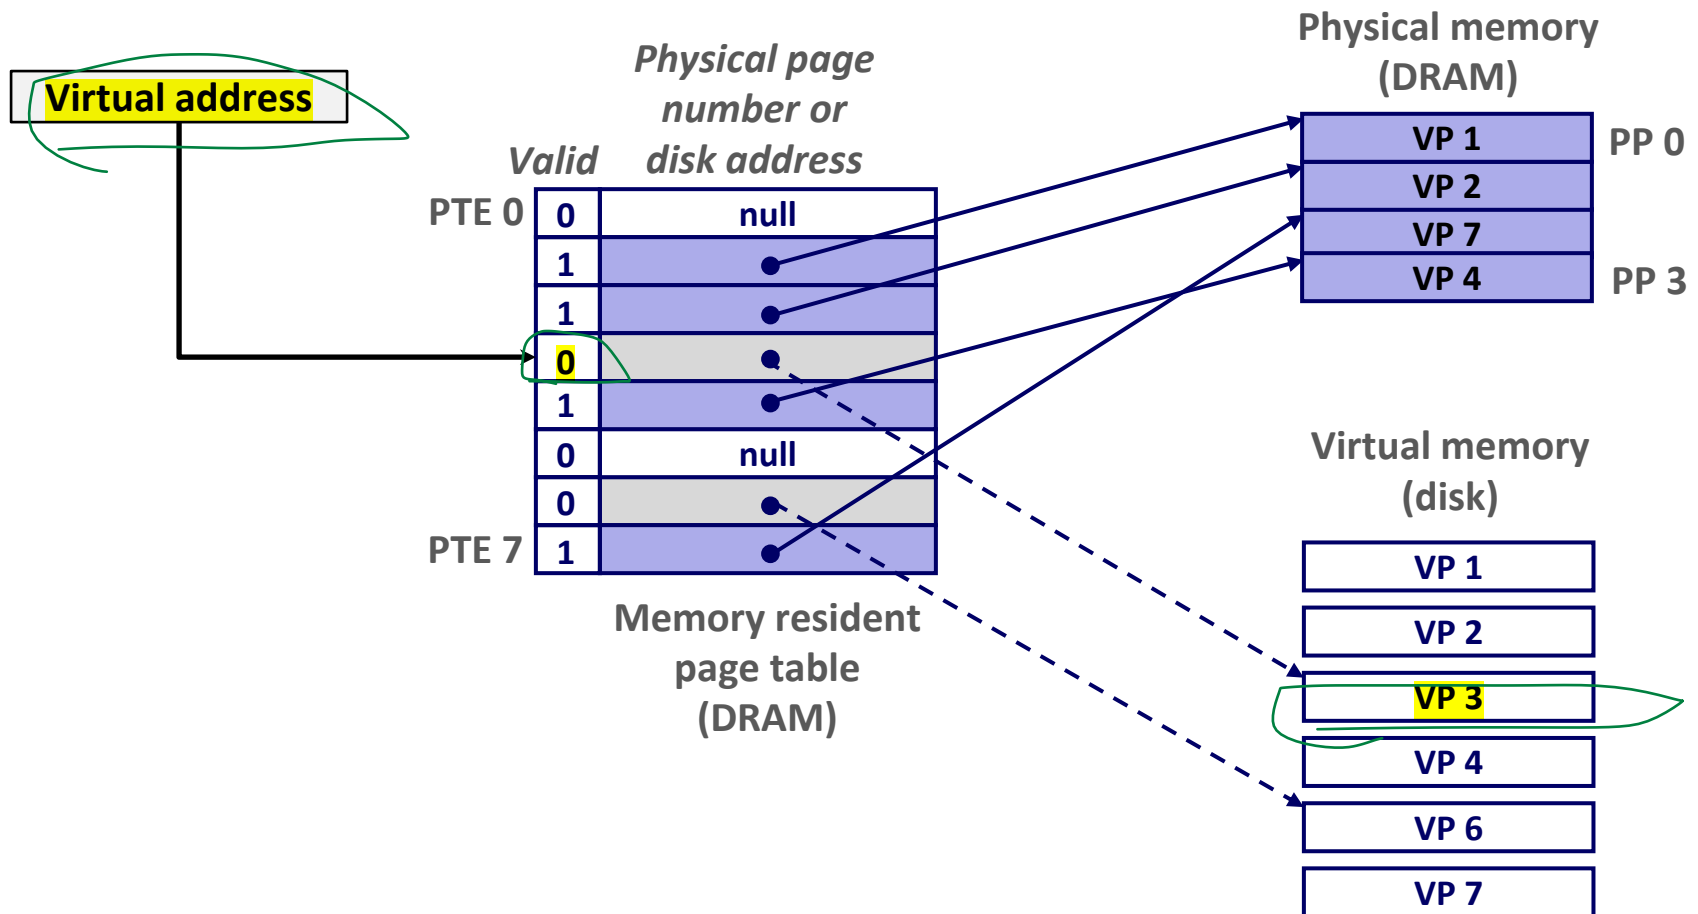 Virtual address
Physical page
number or
disk address
Valid
PTE 0
0
null
1
1
0
1
0
null
0
PTE 7
1
Memory resident
page table
(DRAM)
Physical memory
(DRAM)
VP 1
PP 0
VP 2
VP 7
VP 4
PP 3
Virtual memory
(disk)
VP 1
VP 2
VP 3
VP 4
VP 6
VP 7